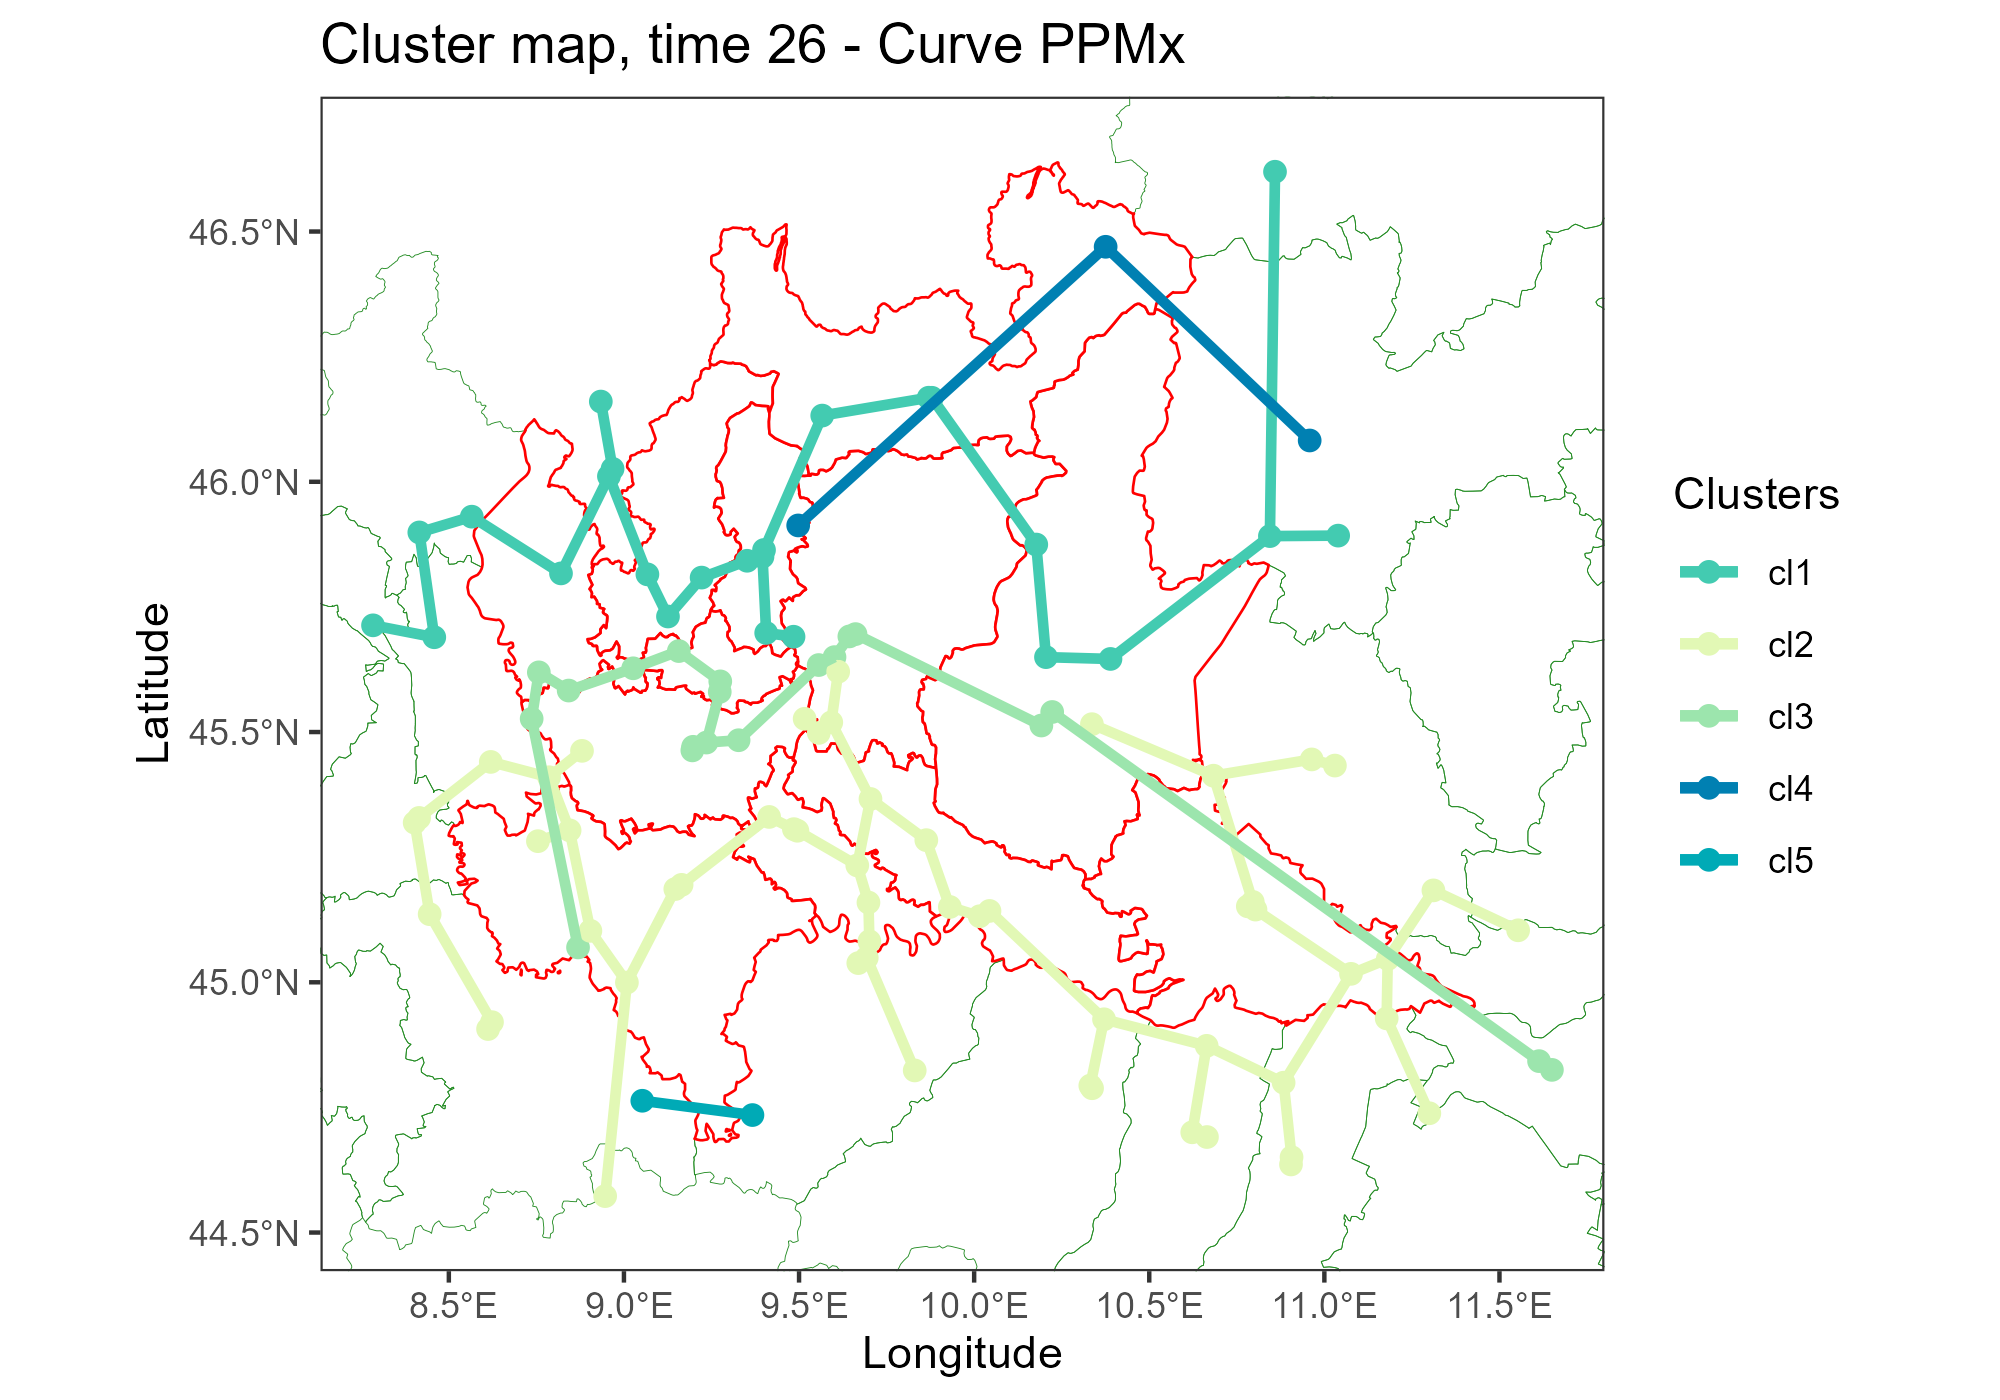 Cluster map, time 26 - Curve PPMx
46.5°N
46.0°N
45.5°N
45.0°N
44.5°N
Latitude
8.5°E 9.0°E 9.5°E 10.0°E 10.5°E 11.0°E 11.5°E
Longitude
Clusters
cl1
cl2
cl3
cl4
cl5